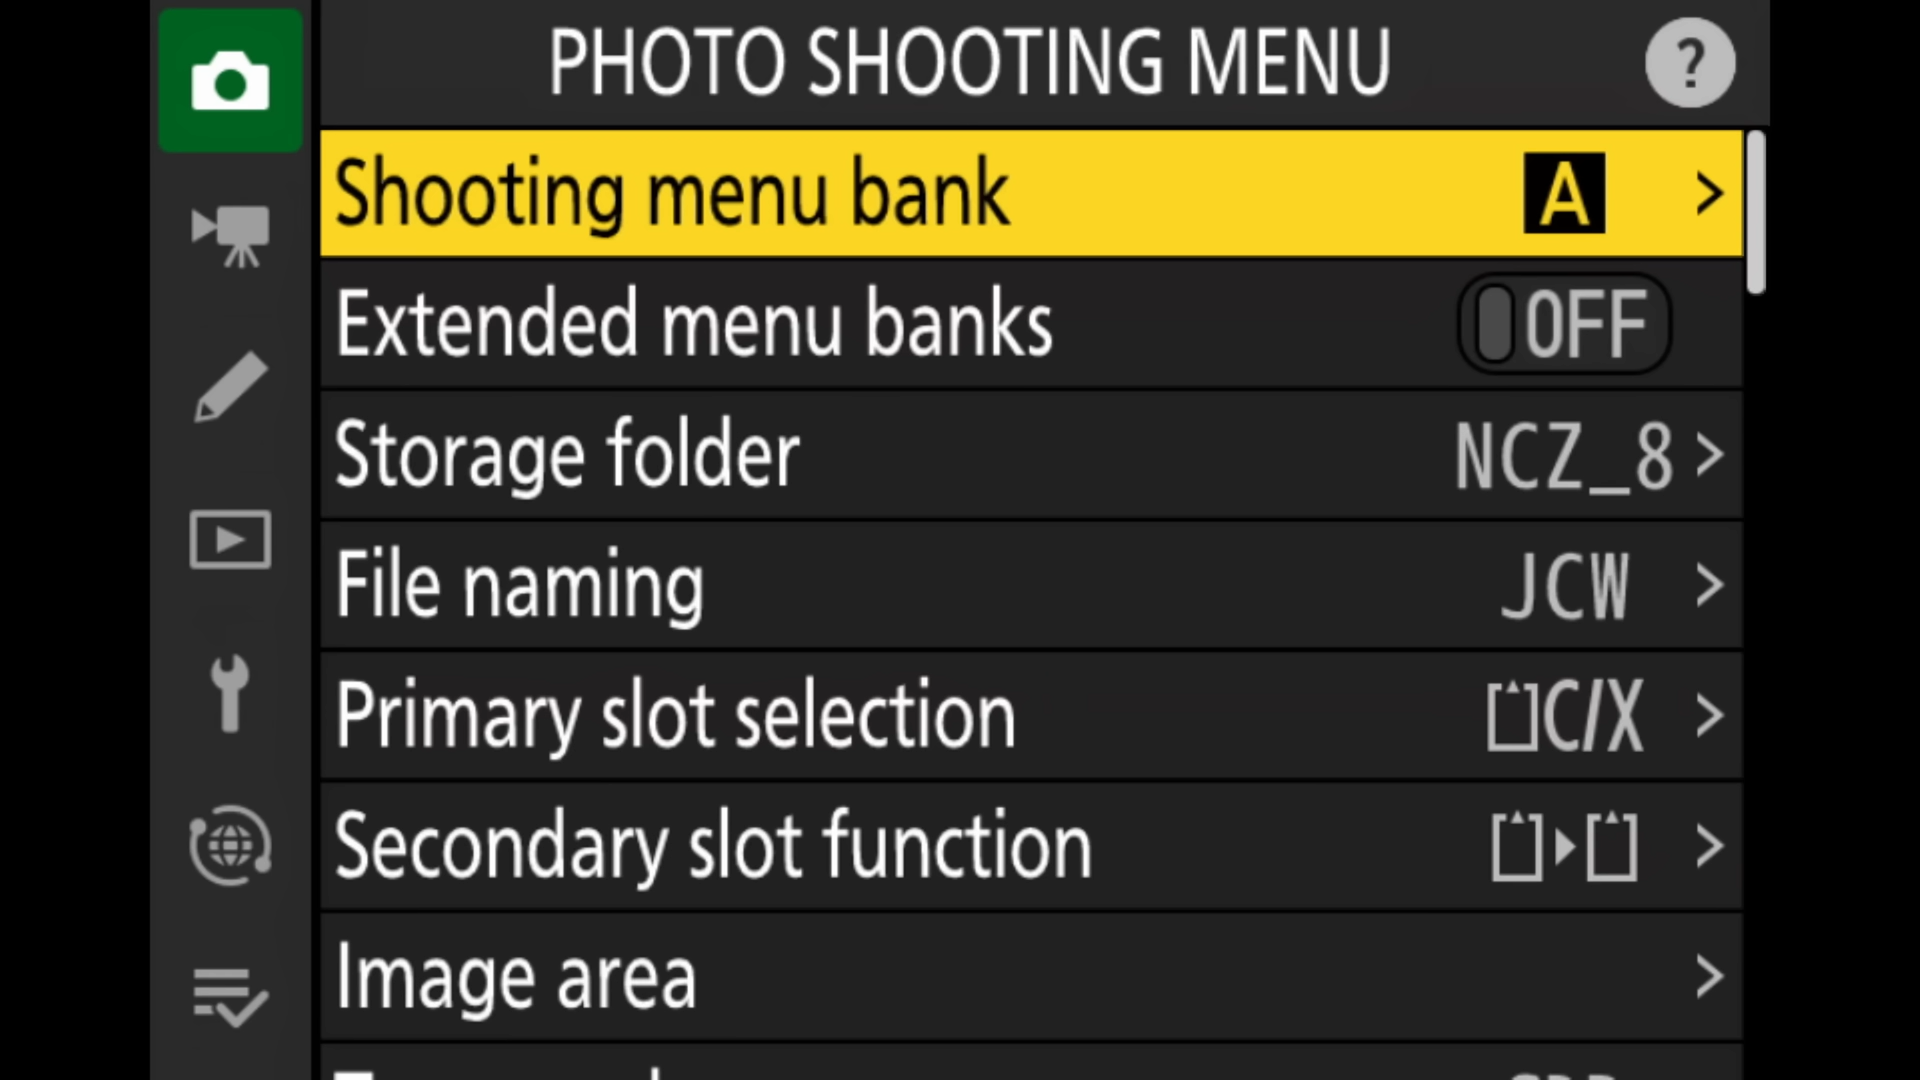 PHOTO SHOOTING MENU ?
Shooting menu bank A >
Extended menu banks OFF
Storage folder NCZ_8 >
File naming JCW >
Primary slot selection C/X >
Secondary slot function >
Image area >